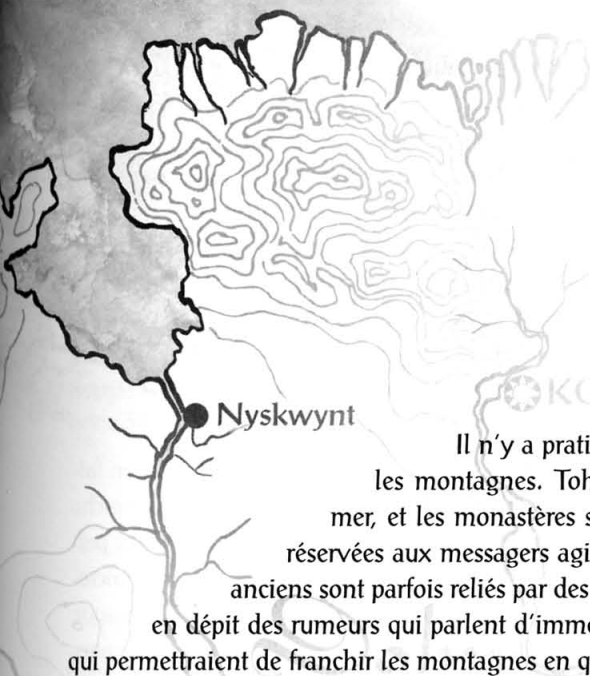 Nyskwynt
KO
Il n'y a prati
les montagnes. Toh
mer, et les monastères s
réservées aux messagers agi
anciens sont parfois reliés par des
en dépit des rumeurs qui parlent d'imme
qui permettraient de franchir les montagnes en q